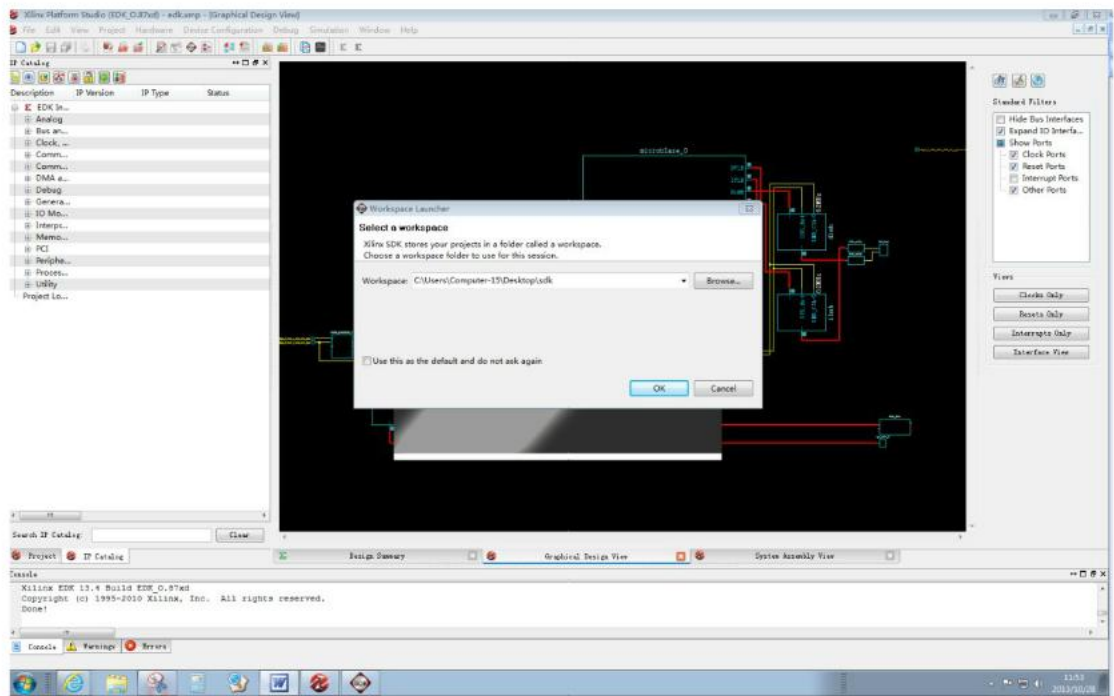 Xilinx Platform Studio (EDK_O.87xd) - edk.xmp - [Graphical Design View]
File Edit View Project Hardware Device Configuration Debug Simulation Window Help
IP Catalog
Description IP Version IP Type Status
EDK In...
Analog
Bus an...
Clock, ...
Comm...
Comm...
DMA a...
Debug
Genera...
IO Mo...
Interpr...
Memo...
PCI
Periphe...
Proces...
Utility
Project Lo...
Search IP Catalog: Clear
Project IP Catalog
microblaze_0
Workspace Launcher
Select a workspace
Xilinx SDK stores your projects in a folder called a workspace.
Choose a workspace folder to use for this session.
Workspace: C:\Users\Computer-15\Desktop\sdk Browse...
Use this as the default and do not ask again
OK Cancel
Standard Filters
Hide Bus Interfaces
Expand IO Interfa...
Show Ports
Clock Ports
Reset Ports
Interrupt Ports
Other Ports
Views
Clocks Only
Resets Only
Interrupts Only
Interface View
Design Summary Graphical Design View System Assembly View
Console
Xilinx EDK 13.4 Build EDK_O.87xd
Copyright (c) 1995-2010 Xilinx, Inc. All rights reserved.
Done!
Console Warnings Errors
11:53
2013/10/28